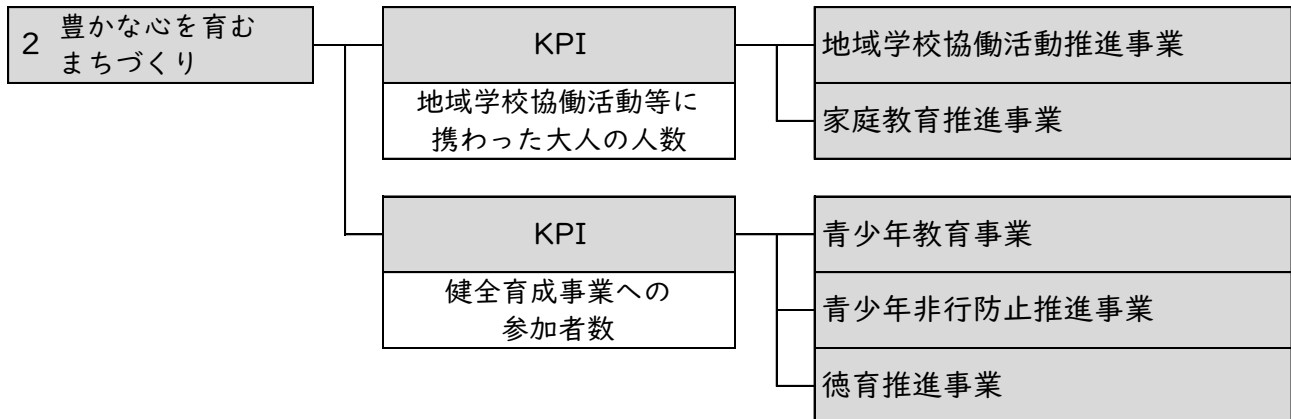 2 豊かな心を育む
まちづくり
KPI
地域学校協働活動等に
携わった大人の人数
地域学校協働活動推進事業
家庭教育推進事業
KPI
健全育成事業への
参加者数
青少年教育事業
青少年非行防止推進事業
徳育推進事業